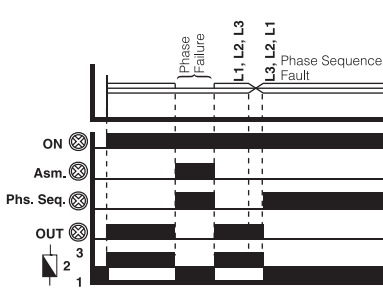 Phase
Failure
L1, L2, L3
L3, L2, L1
Phase Sequence
Fault
ON
Asm.
Phs. Seq.
OUT
3
2
1